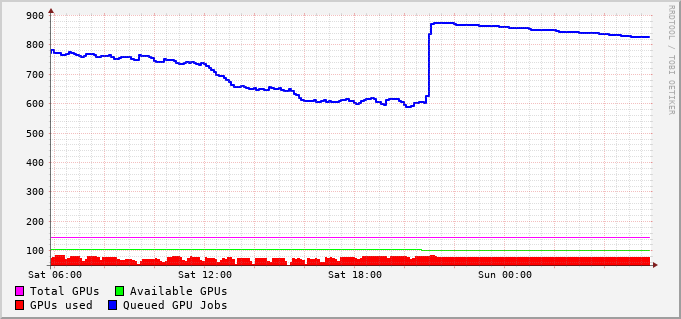 900
800
700
600
500
400
300
200
100
Sat 06:00 Sat 12:00 Sat 18:00 Sun 00:00
Total GPUs Available GPUs
GPUs used Queued GPU Jobs
RRDTOOL / TOBI OETIKER